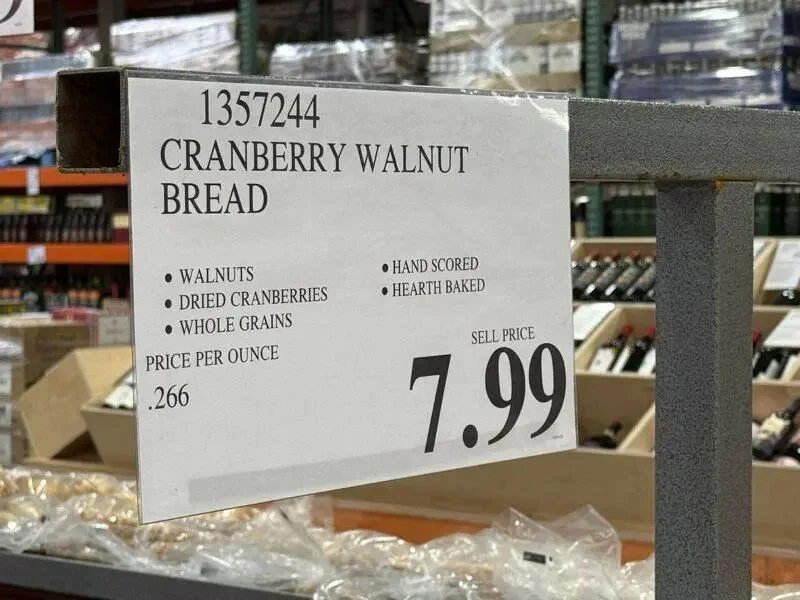 1357244
CRANBERRY WALNUT
BREAD
• WALNUTS
• DRIED CRANBERRIES
• WHOLE GRAINS
• HAND SCORED
• HEARTH BAKED
PRICE PER OUNCE
.266
SELL PRICE
7.99